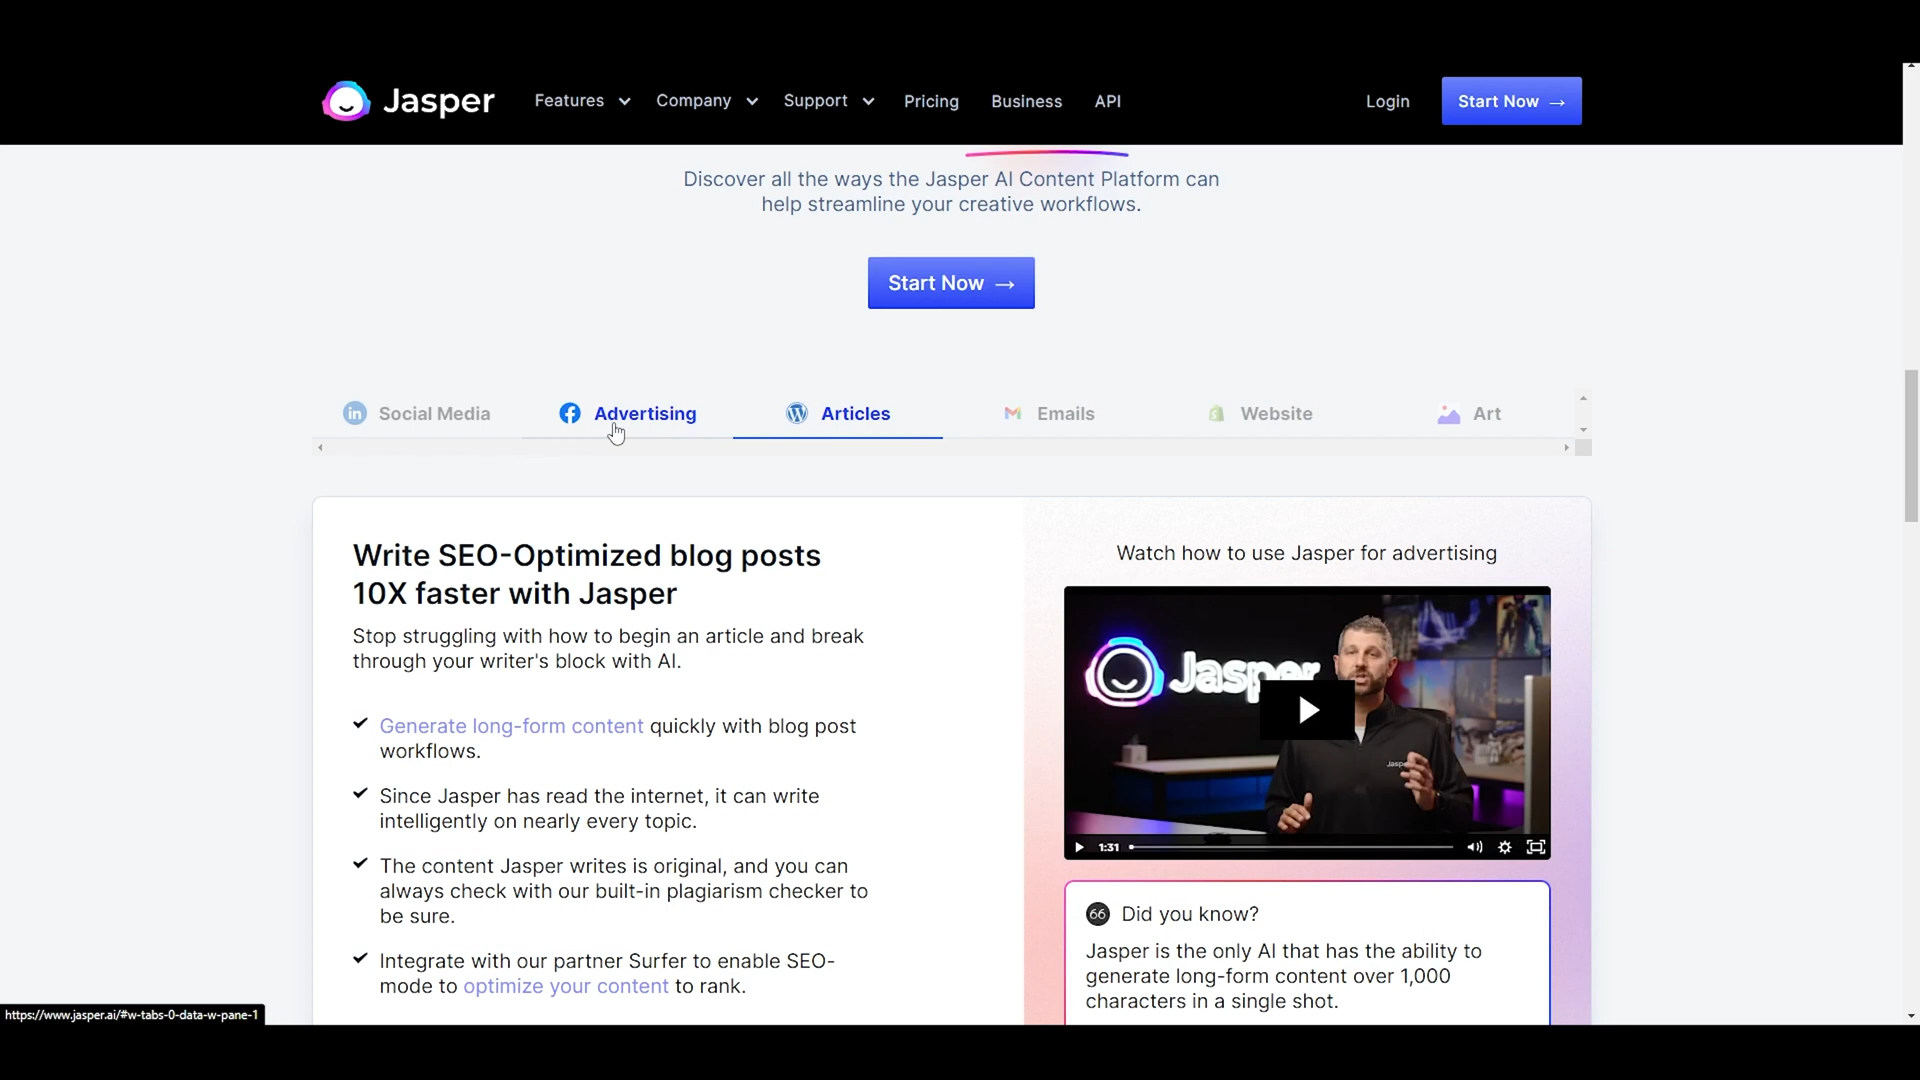 Jasper
Features
Company
Support
Pricing
Business
API
Login
Start Now →
Discover all the ways the Jasper AI Content Platform can
help streamline your creative workflows.
Start Now →
Social Media
Advertising
Articles
Emails
Website
Art
Write SEO-Optimized blog posts
10X faster with Jasper
Stop struggling with how to begin an article and break
through your writer's block with AI.
Generate long-form content quickly with blog post
workflows.
Since Jasper has read the internet, it can write
intelligently on nearly every topic.
The content Jasper writes is original, and you can
always check with our built-in plagiarism checker to
be sure.
Integrate with our partner Surfer to enable SEO-
mode to optimize your content to rank.
Watch how to use Jasper for advertising
Jasper
Jasper
1:31
Did you know?
Jasper is the only AI that has the ability to
generate long-form content over 1,000
characters in a single shot.
https://www.jasper.ai/#w-tabs-0-data-w-pane-1